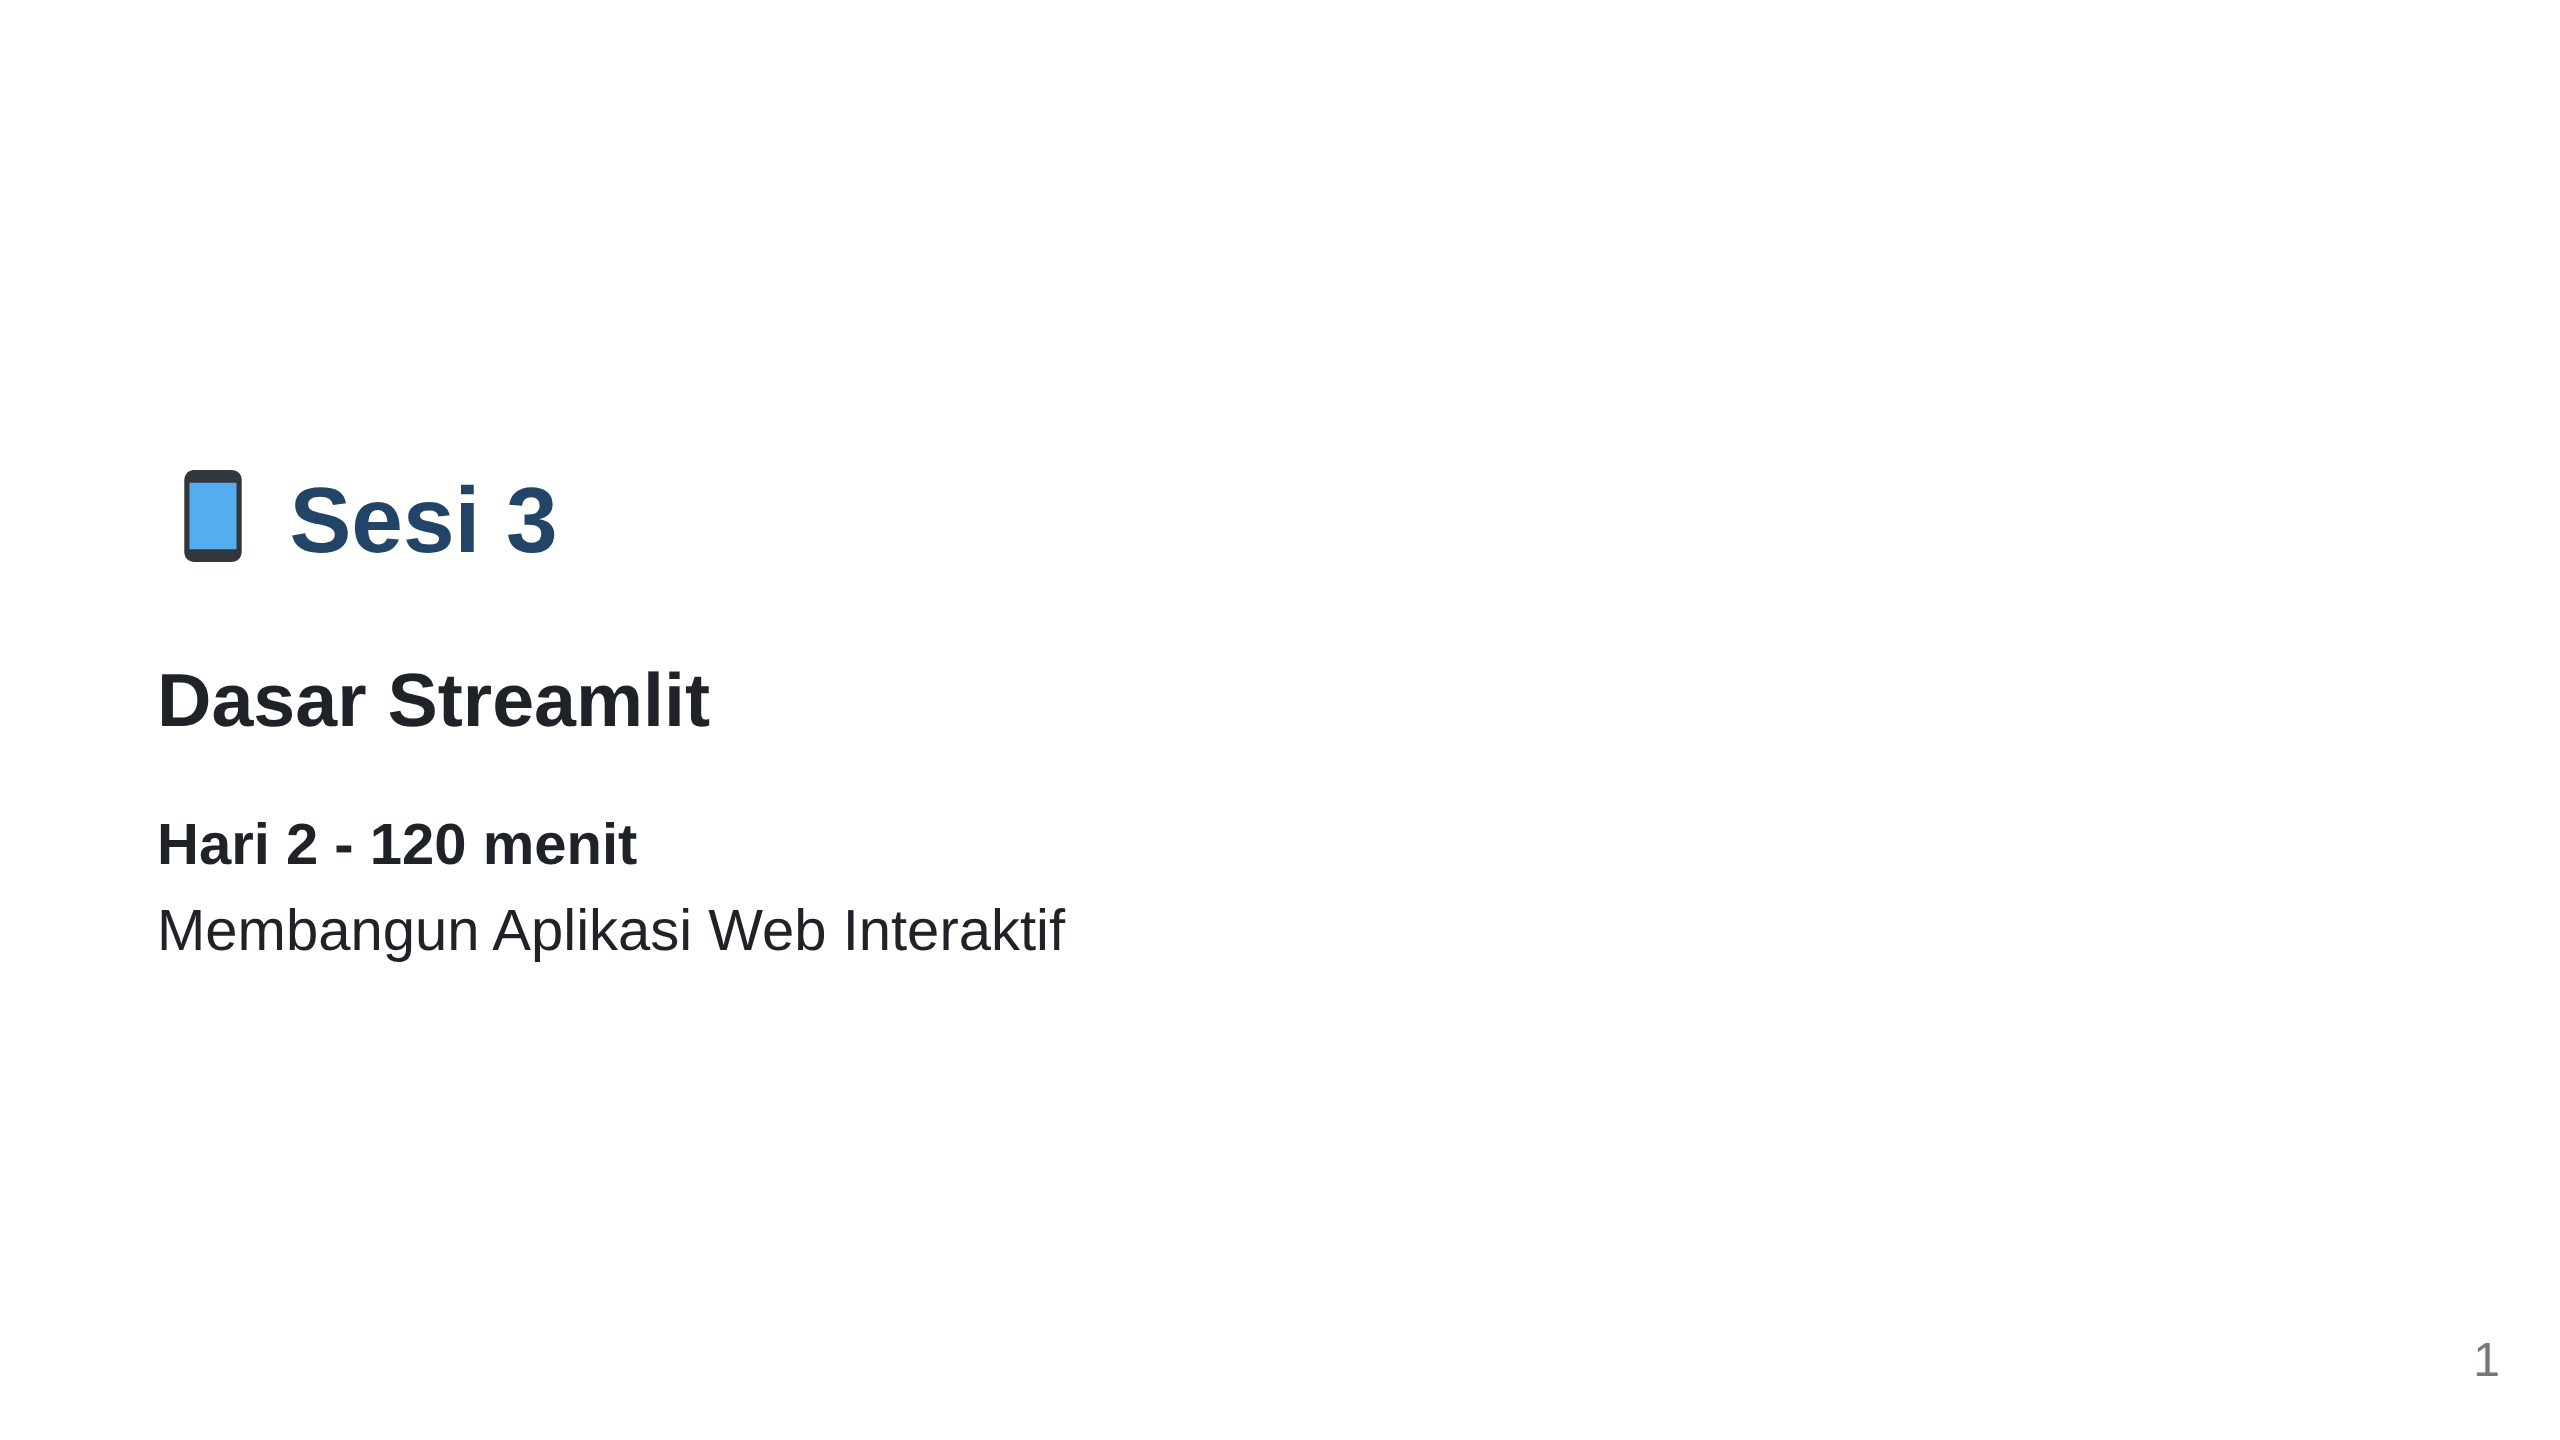 Sesi 3
Dasar Streamlit
Hari 2 - 120 menit
Membangun Aplikasi Web Interaktif
1